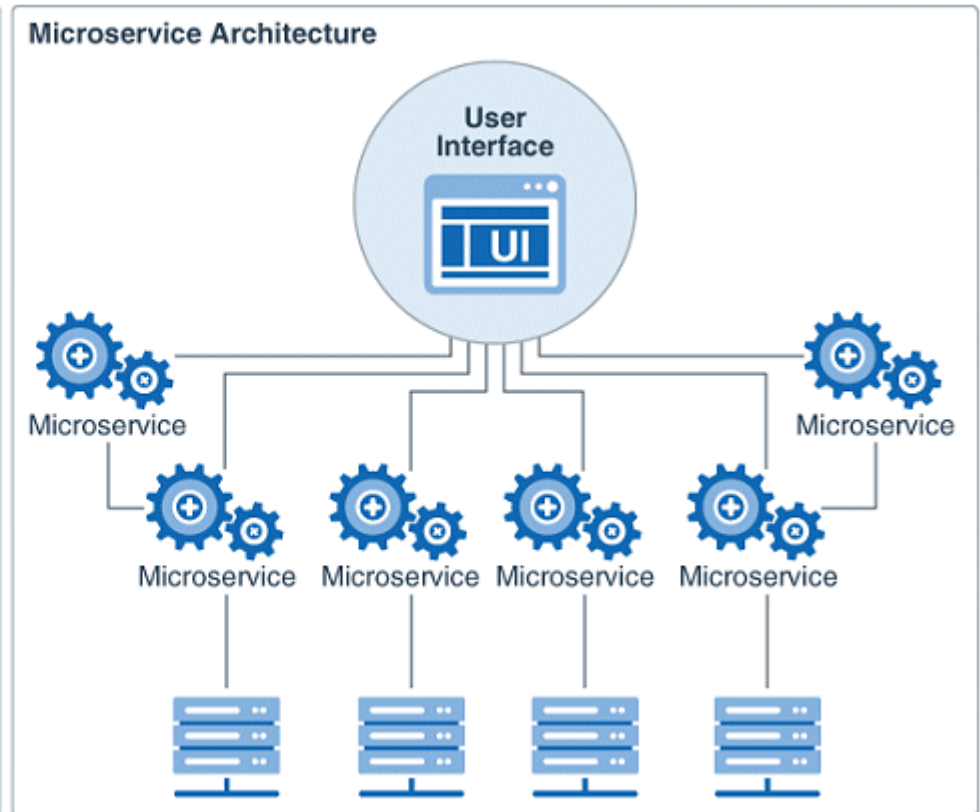 Microservice Architecture
User
Interface
UI
Microservice
Microservice
Microservice
Microservice
Microservice
Microservice